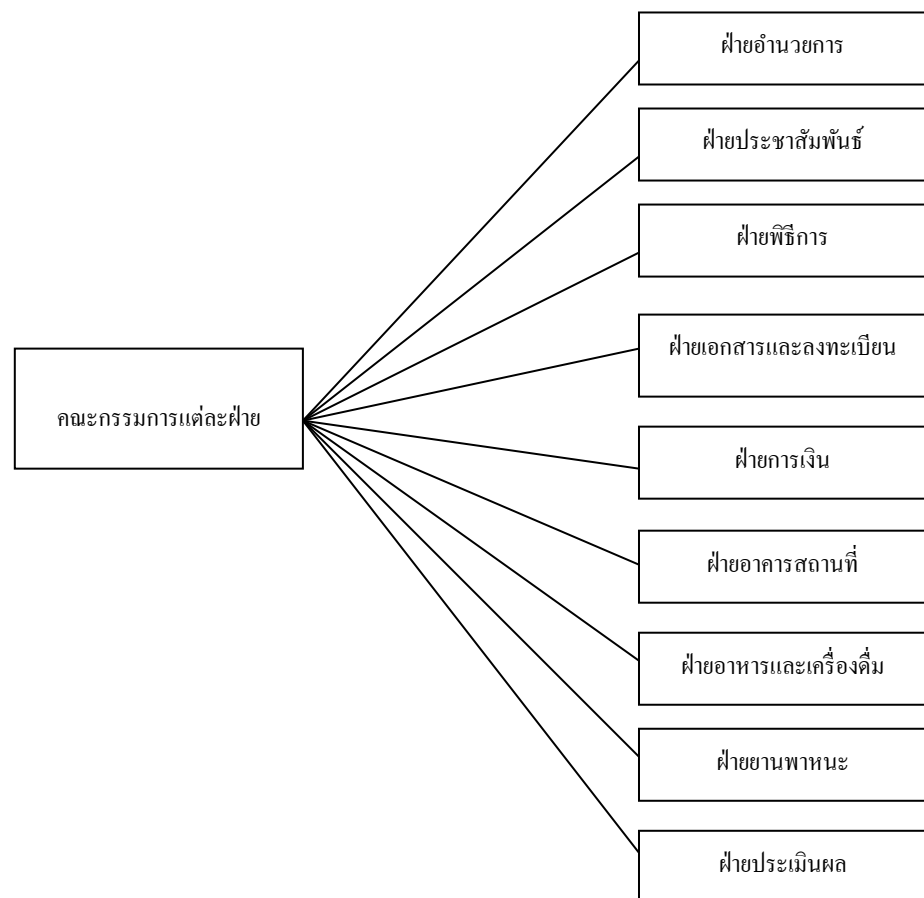 ฝ่ายอำนวยการ
ฝ่ายประชาสัมพันธ์
ฝ่ายพิธีการ
ฝ่ายเอกสารและลงทะเบียน
คณะกรรมการแต่ละฝ่าย
ฝ่ายการเงิน
ฝ่ายอาคารสถานที่
ฝ่ายอาหารและเครื่องดื่ม
ฝ่ายยานพาหนะ
ฝ่ายประเมินผล